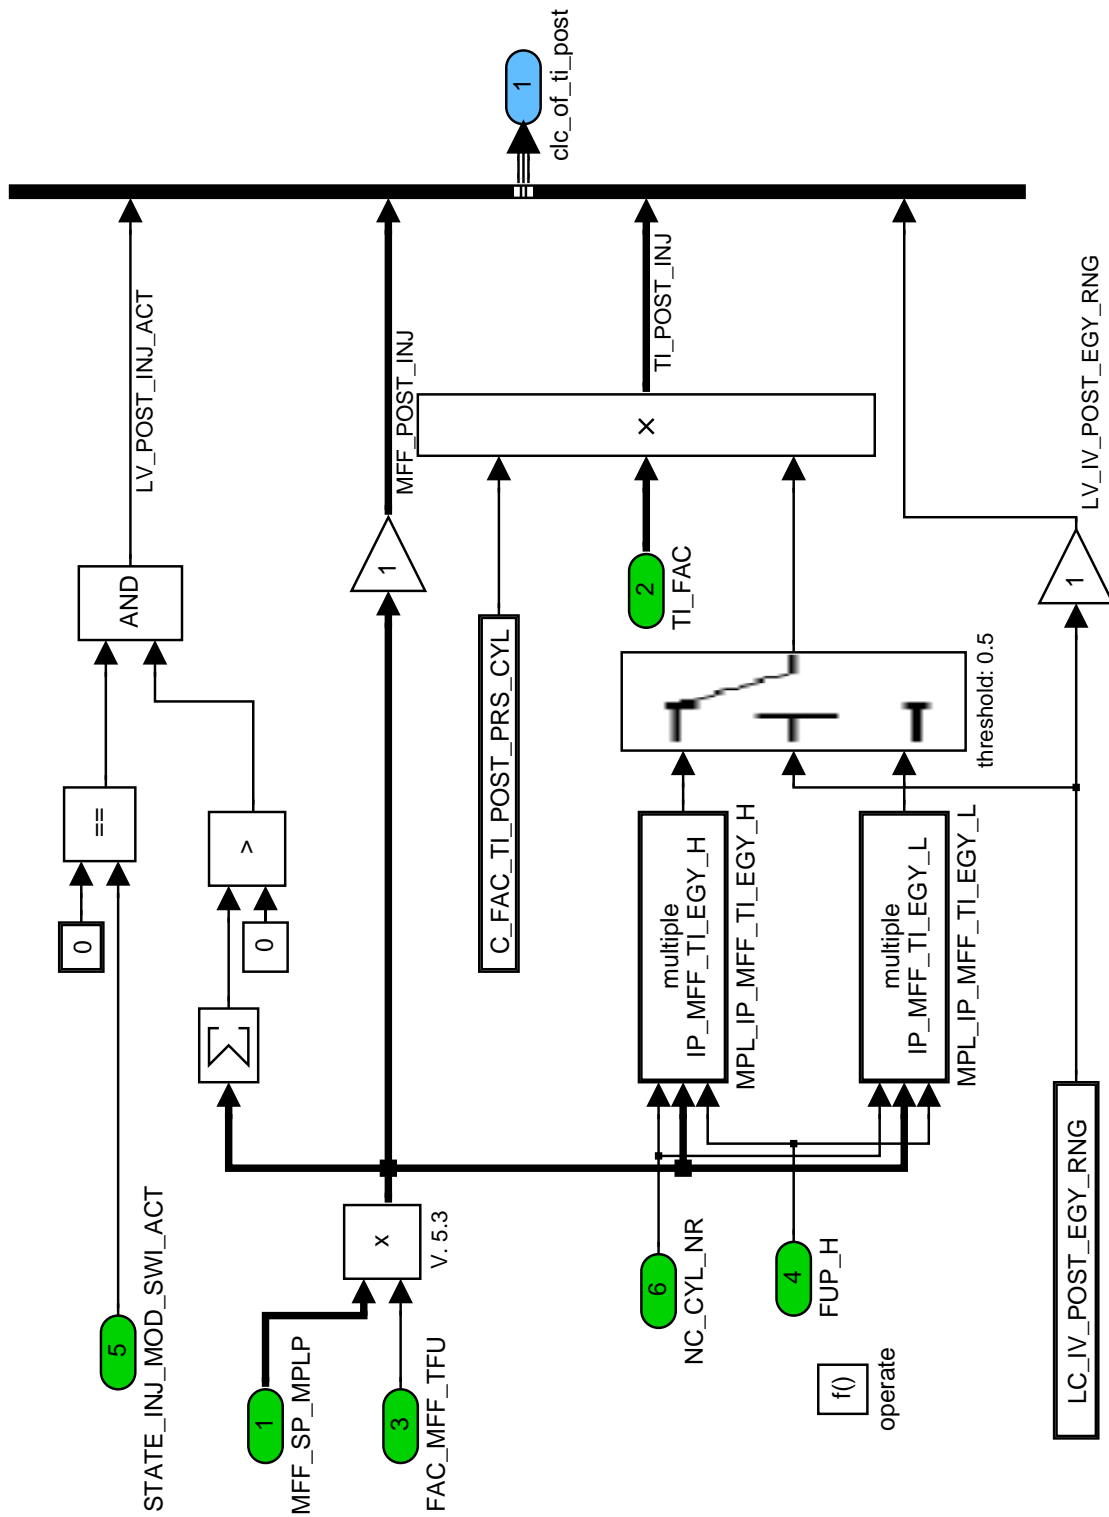 5
STATE_INJ_MOD_SWI_ACT
0
==
AND
LV_POST_INJ_ACT
1
MFF_SP_MPLP
3
FAC_MFF_TFU
x
V. 5.3
Σ
0
>
1
MFF_POST_INJ
C_FAC_TI_POST_PRS_CYL
2
TI_FAC
×
TI_POST_INJ
1
clc_of_ti_post
6
NC_CYL_NR
4
FUP_H
multiple
IP_MFF_TI_EGY_H
MPL_IP_MFF_TI_EGY_H
multiple
IP_MFF_TI_EGY_L
MPL_IP_MFF_TI_EGY_L
threshold: 0.5
f()
operate
LC_IV_POST_EGY_RNG
1
LV_IV_POST_EGY_RNG